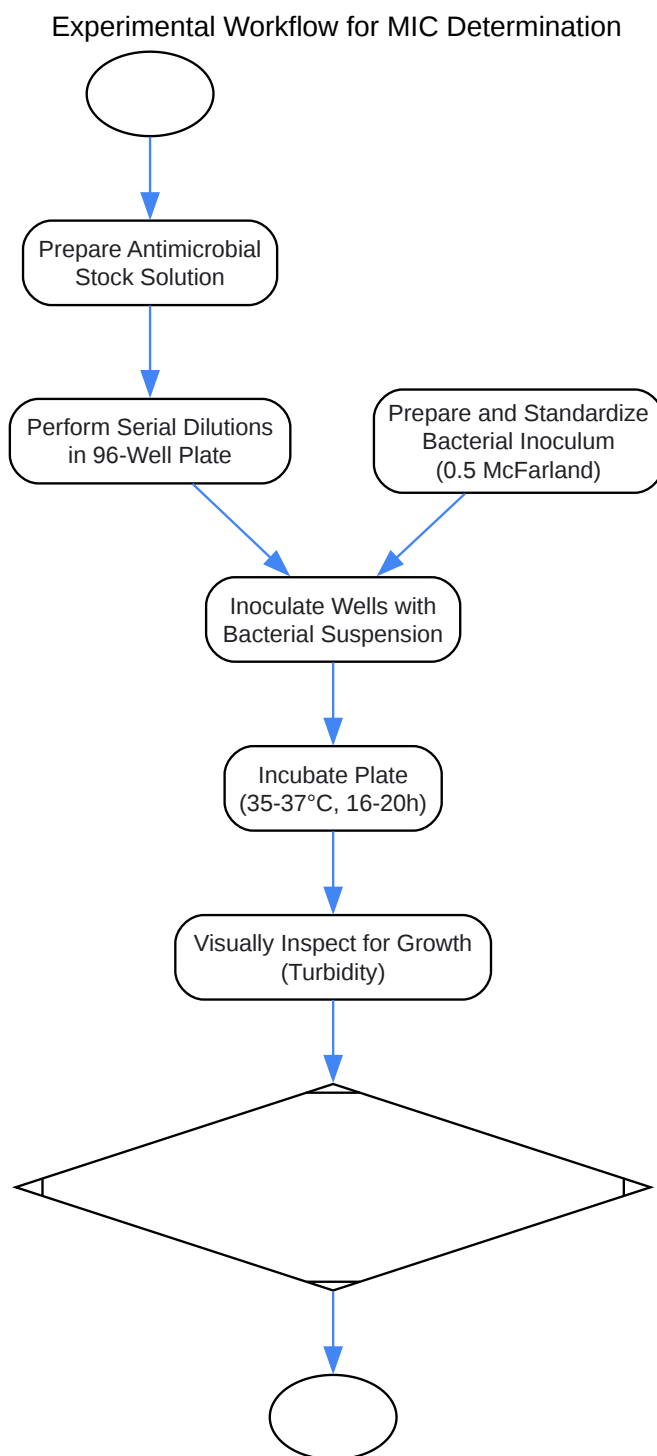 Experimental Workflow for MIC Determination
Prepare Antimicrobial
Stock Solution
Perform Serial Dilutions
in 96-Well Plate
Prepare and Standardize
Bacterial Inoculum
(0.5 McFarland)
Inoculate Wells with
Bacterial Suspension
Incubate Plate
(35-37°C, 16-20h)
Visually Inspect for Growth
(Turbidity)